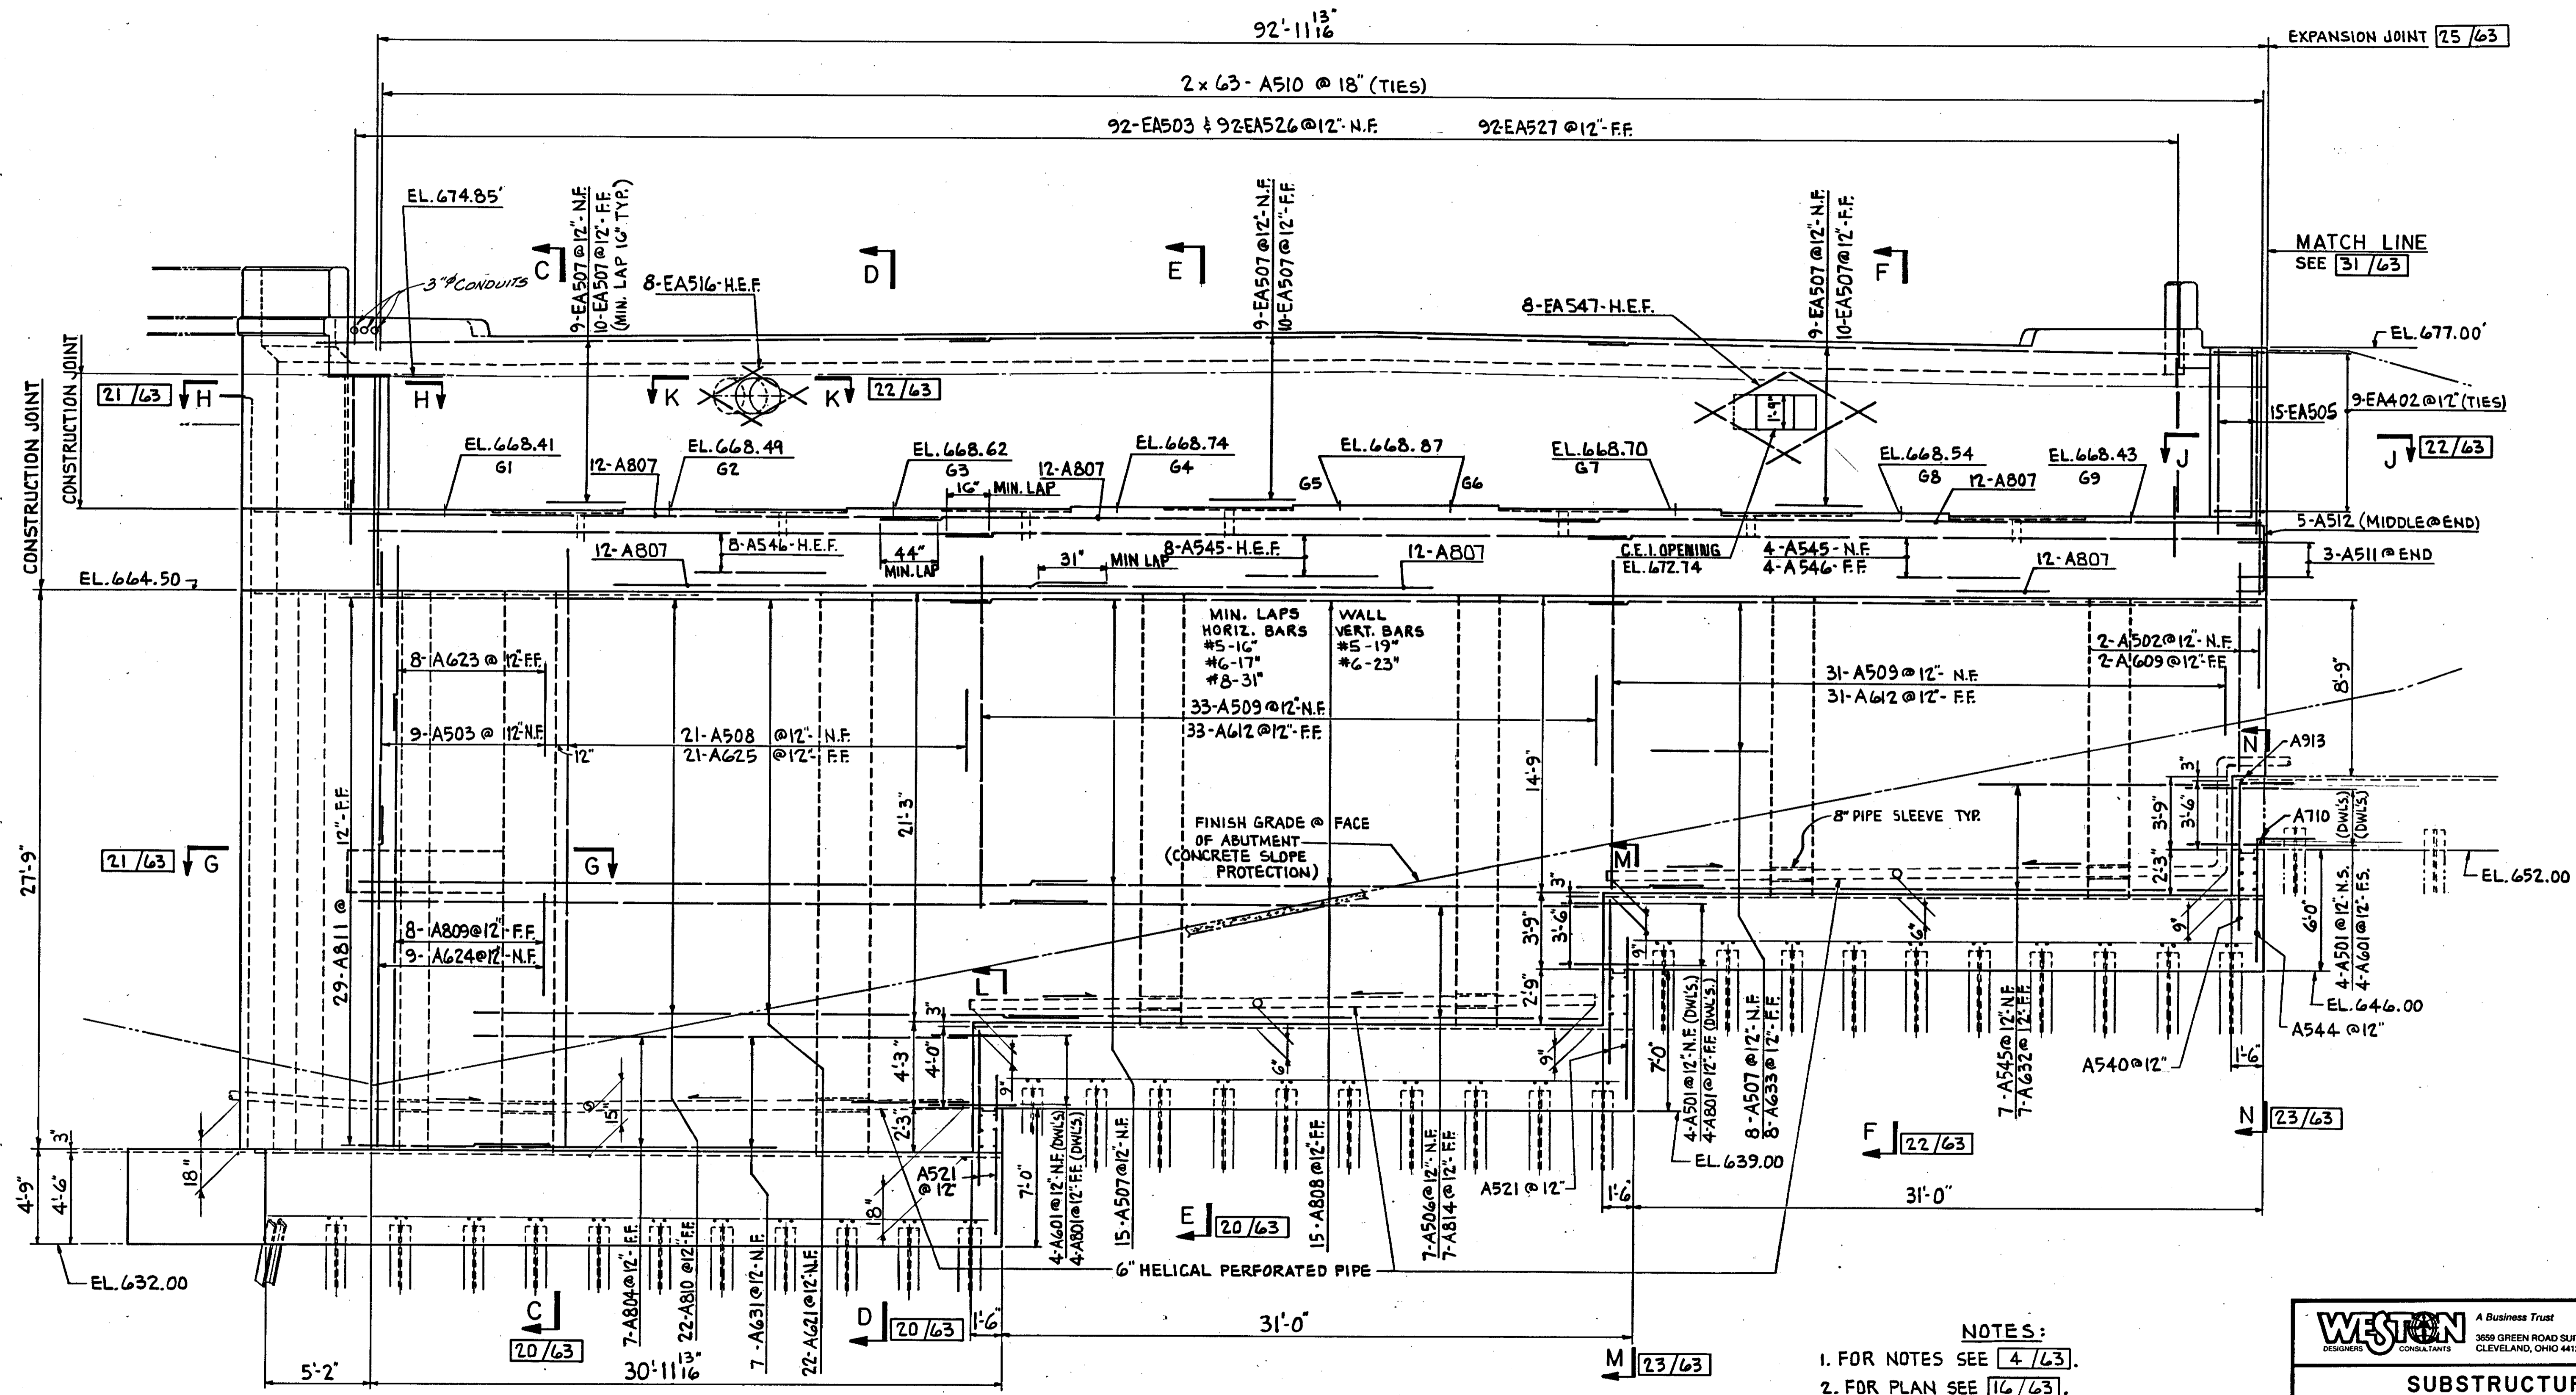 92'-11 13/16"
EXPANSION JOINT 25/63
2 x 63 - A510 @ 18" (TIES)
92-EA503 & 92-EA526 @ 12"- N.F.
92-EA527 @ 12"- F.F.
EL. 674.85'
3"φ CONDUITS
C
9-EA507 @ 12"- N.F.
10-EA507 @ 12"- F.F.
(MIN. LAP 16" TYP.)
8-EA516-H.E.F.
D
E
9-EA507 @ 12"- N.F.
10-EA507 @ 12"- F.F.
8-EA547-H.E.F.
9-EA507 @ 12"- N.F.
10-EA507 @ 12"- F.F.
F
MATCH LINE
SEE 31/63
EL. 677.00'
CONSTRUCTION JOINT
CONSTRUCTION JOINT
21/63
H
H
K
K
22/63
1'-9"
15-EA505
9-EA402 @ 12" (TIES)
J
J
22/63
EL. 668.41
G1
12-A807
EL. 668.49
G2
EL. 668.62
G3
16" MIN. LAP
12-A807
EL. 668.74
G4
EL. 668.87
G5
G6
EL. 668.70
G7
EL. 668.54
G8
12-A807
EL. 668.43
G9
5-A512 (MIDDLE @ END)
3-A511 @ END
12-A807
8-A546-H.E.F.
44"
MIN. LAP
31" MIN LAP
8-A545-H.E.F.
12-A807
C.E.I. OPENING
EL. 672.74
4-A545-N.F.
4-A546-F.F.
12-A807
EL. 664.50
MIN. LAPS WALL
HORIZ. BARS VERT. BARS
#5-16" #5-19"
#6-17" #6-23"
#8-31"
8-A623 @ 12"-F.F.
9-A503 @ 12"-N.F.
12"
21-A508 @ 12"- N.F.
21-A625 @ 12"- F.F.
33-A509 @ 12"-N.F.
33-A612 @ 12"-F.F.
31-A509 @ 12"- N.F.
31-A612 @ 12"- F.F.
2-A502 @ 12"- N.F.
2-A609 @ 12"-F.F.
8'-9"
27'-9"
29-A811 @ 12"-F.F.
21'-3"
14'-9"
N
A913
3"
3'-9"
3'-6"
2'-3"
A710
EL. 652.00
FINISH GRADE @ FACE
OF ABUTMENT
(CONCRETE SLOPE
PROTECTION)
8" PIPE SLEEVE TYP.
21/63
G
G
M
8-A809 @ 12"-F.F.
9-A624 @ 12"-N.F.
L
3"
3'-9"
3'-6"
2'-9"
9"
6"
9"
6'-0"
4-A501 @ 12"-N.S. (DWL'S.)
4-A601 @ 12"-F.S. (DWL'S.)
EL. 646.00
A544 @ 12"
A540 @ 12"
1'-6"
3"
4'-3"
4'-0"
2'-3"
9"
6"
9"
7'-0"
4-A501 @ 12"-N.F. (DWL'S.)
4-A801 @ 12"-F.F. (DWL'S.)
8-A507 @ 12"-N.F.
8-A633 @ 12"-F.F.
7-A545 @ 12"-N.F.
7-A632 @ 12"-F.F.
15"
3"
4'-9"
4'-6"
18"
18"
A521
@ 12"
7'-0"
4-A601 @ 12"-N.F. (DWL'S)
4-A801 @ 12"-F.F. (DWL'S.)
15-A507 @ 12"-N.F.
15-A808 @ 12"-F.F.
7-A506 @ 12"- N.F.
7-A814 @ 12"- F.F.
A521 @ 12"
1'-6"
EL. 639.00
F
22/63
N
23/63
31'-0"
E
20/63
EL. 632.00
7-A804 @ 12"- F.F.
22-A810 @ 12"-F.F.
7-A631 @ 12"-N.F.
22-A621 @ 12"-N.F.
6" HELICAL PERFORATED PIPE
C
20/63
D
20/63
1'-6"
31'-0"
M
23/63
5'-2"
30'-11 13/16"
NOTES:
1. FOR NOTES SEE 4/63.
2. FOR PLAN SEE 16/63.
WESTON
DESIGNERS CONSULTANTS
A Business Trust
3659 GREEN ROAD
CLEVELAND, OHIO